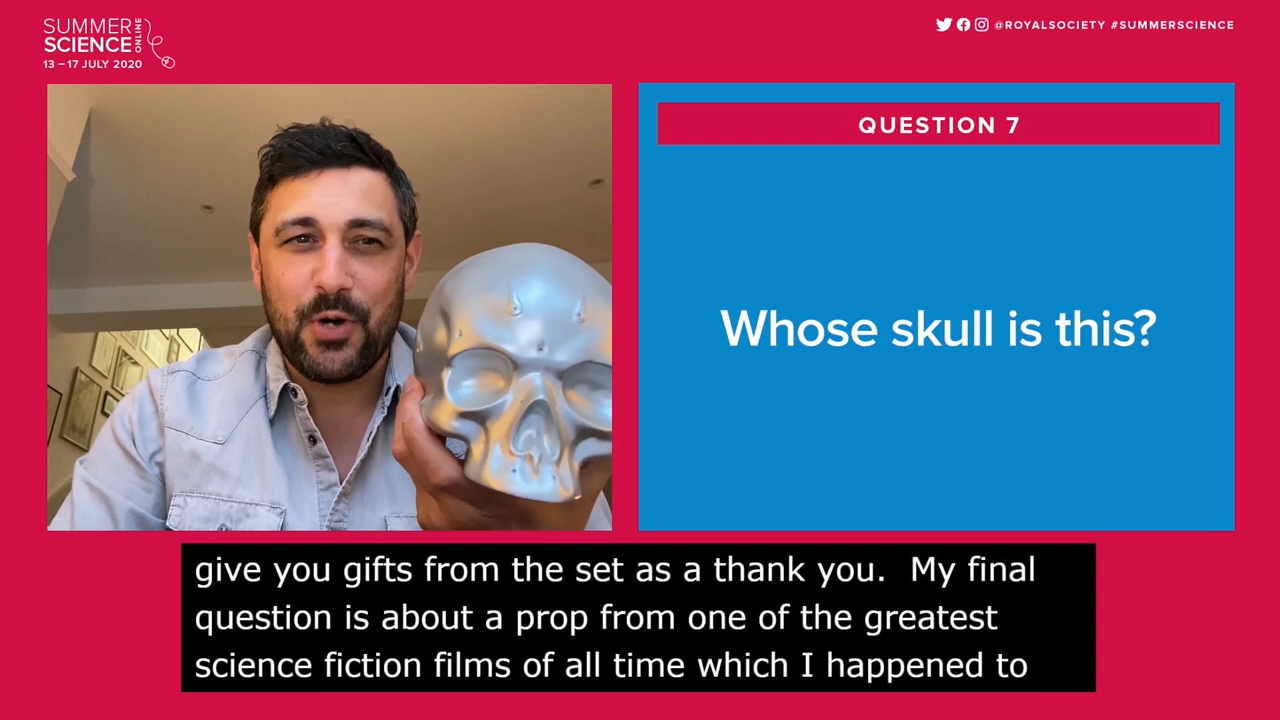 SUMMER
SCIENCE
ONLINE
13 – 17 JULY 2020
@ROYALSOCIETY #SUMMERSCIENCE
QUESTION 7
Whose skull is this?
give you gifts from the set as a thank you.  My final
question is about a prop from one of the greatest
science fiction films of all time which I happened to